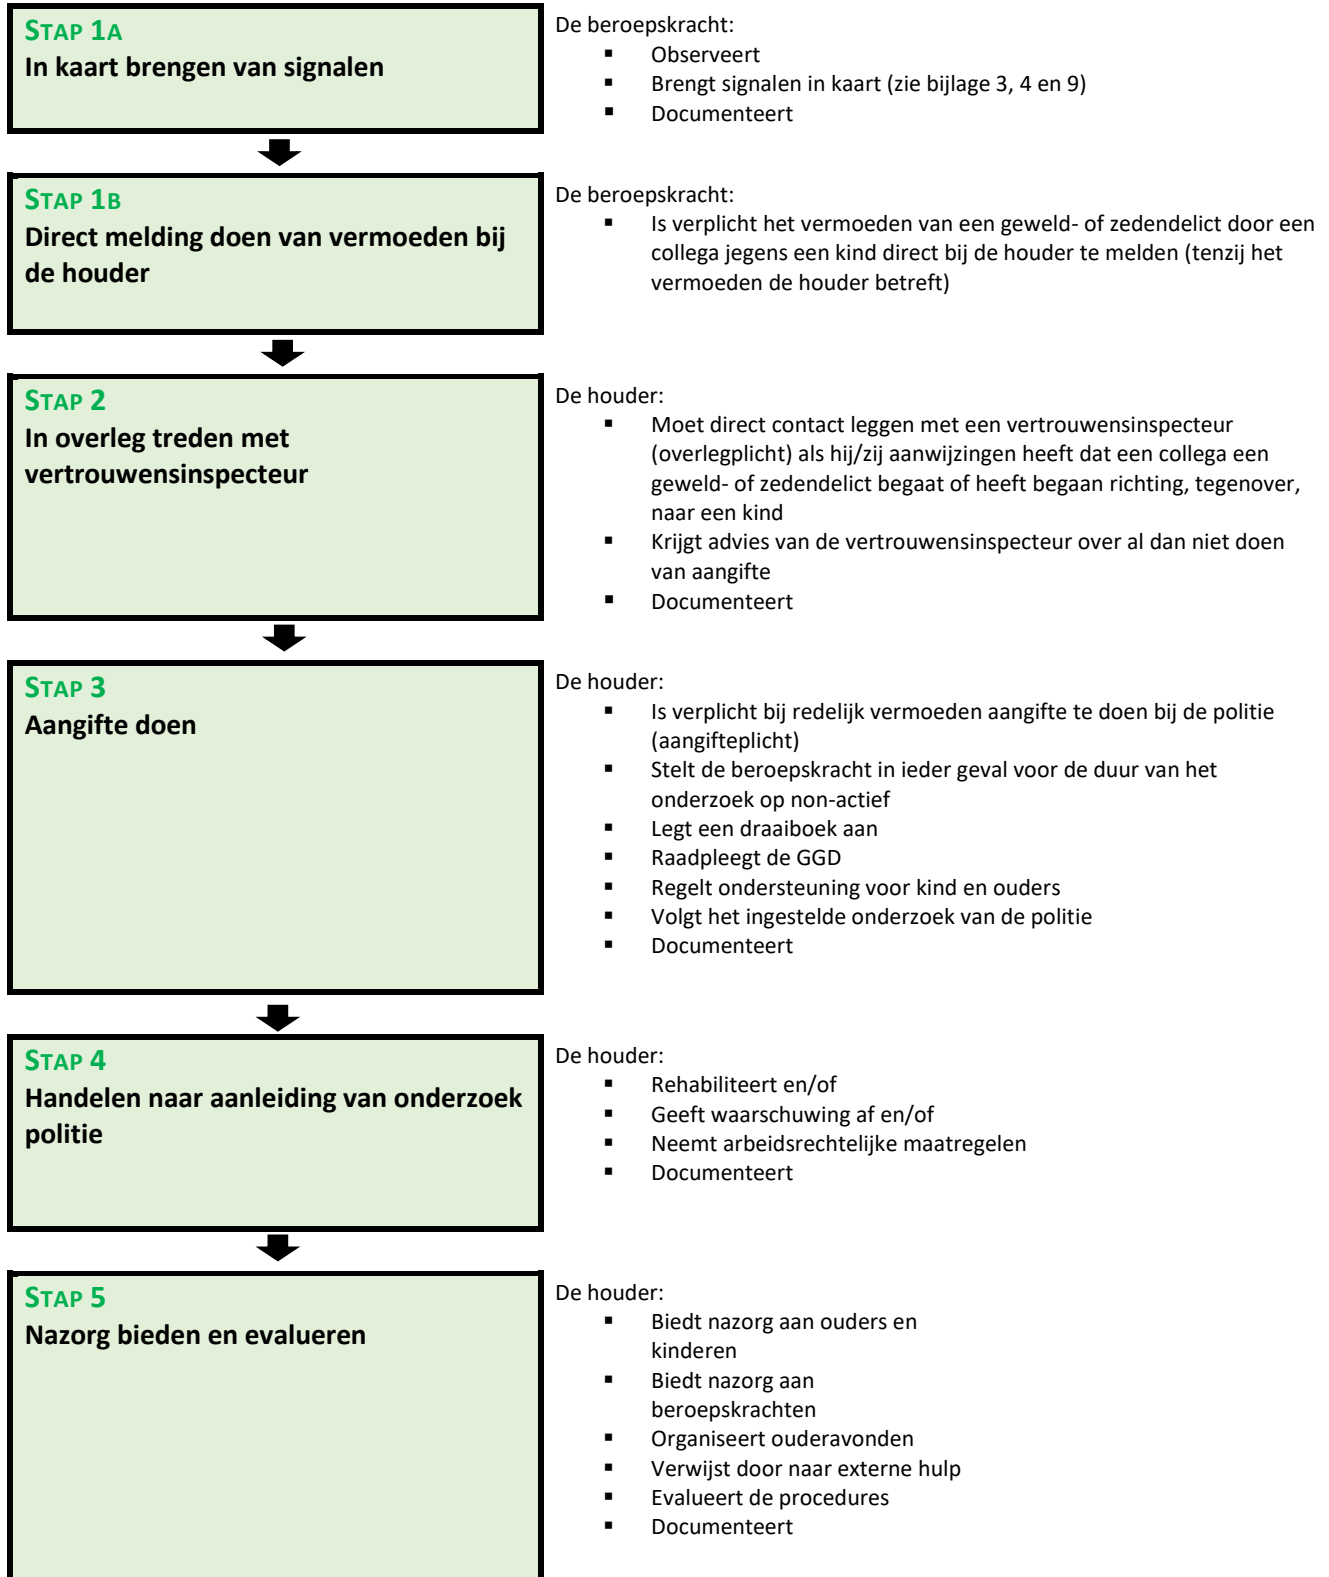 STAP 1A
In kaart brengen van signalen
De beroepskracht:
▪ Observeert
▪ Brengt signalen in kaart (zie bijlage 3, 4 en 9)
▪ Documenteert
STAP 1B
Direct melding doen van vermoeden bij
de houder
De beroepskracht:
▪ Is verplicht het vermoeden van een geweld- of zedendelict door een
collega jegens een kind direct bij de houder te melden (tenzij het
vermoeden de houder betreft)
STAP 2
In overleg treden met
vertrouwensinspecteur
De houder:
▪ Moet direct contact leggen met een vertrouwensinspecteur
(overlegplicht) als hij/zij aanwijzingen heeft dat een collega een
geweld- of zedendelict begaat of heeft begaan richting, tegenover,
naar een kind
▪ Krijgt advies van de vertrouwensinspecteur over al dan niet doen
van aangifte
▪ Documenteert
STAP 3
Aangifte doen
De houder:
▪ Is verplicht bij redelijk vermoeden aangifte te doen bij de politie
(aangifteplicht)
▪ Stelt de beroepskracht in ieder geval voor de duur van het
onderzoek op non-actief
▪ Legt een draaiboek aan
▪ Raadpleegt de GGD
▪ Regelt ondersteuning voor kind en ouders
▪ Volgt het ingestelde onderzoek van de politie
▪ Documenteert
STAP 4
Handelen naar aanleiding van onderzoek
politie
De houder:
▪ Rehabiliteert en/of
▪ Geeft waarschuwing af en/of
▪ Neemt arbeidsrechtelijke maatregelen
▪ Documenteert
STAP 5
Nazorg bieden en evalueren
De houder:
▪ Biedt nazorg aan ouders en
kinderen
▪ Biedt nazorg aan
beroepskrachten
▪ Organiseert ouderavonden
▪ Verwijst door naar externe hulp
▪ Evalueert de procedures
▪ Documenteert